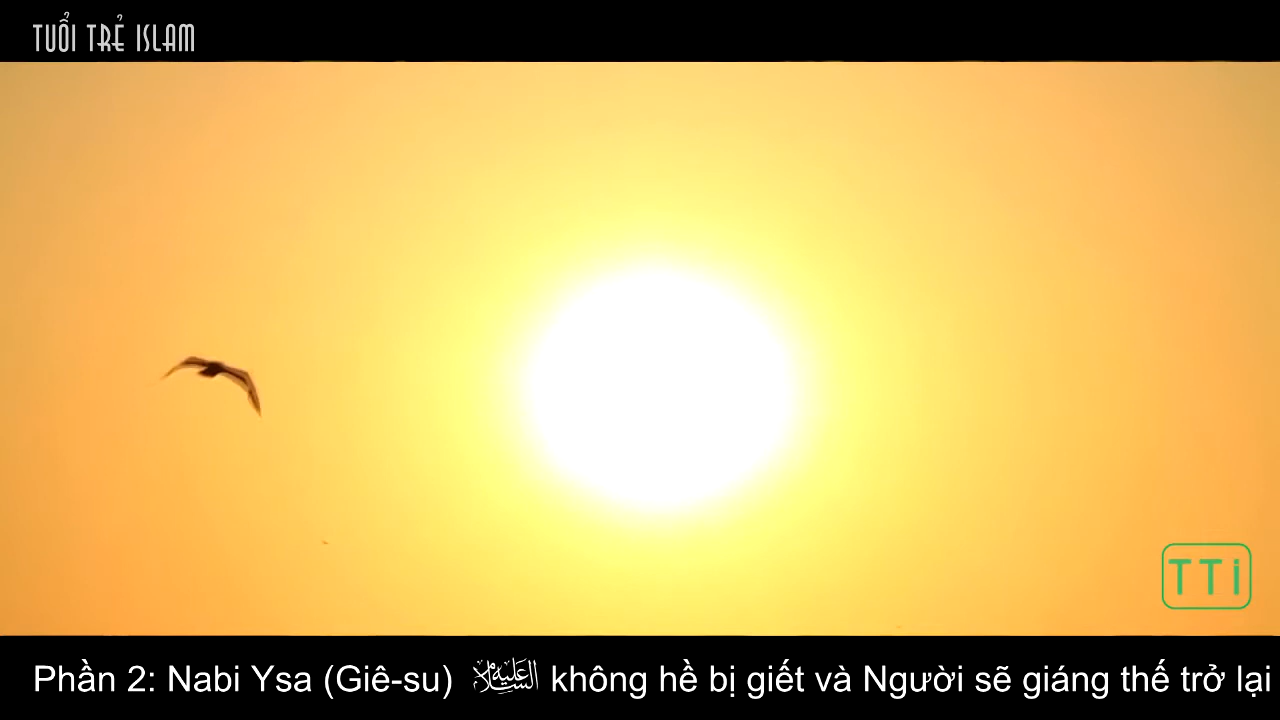 TUỔI TRẺ ISLAM
TTi
Phần 2: Nabi Ysa (Giê-su) عليه السلام không hề bị giết và Người sẽ giáng thế trở lại